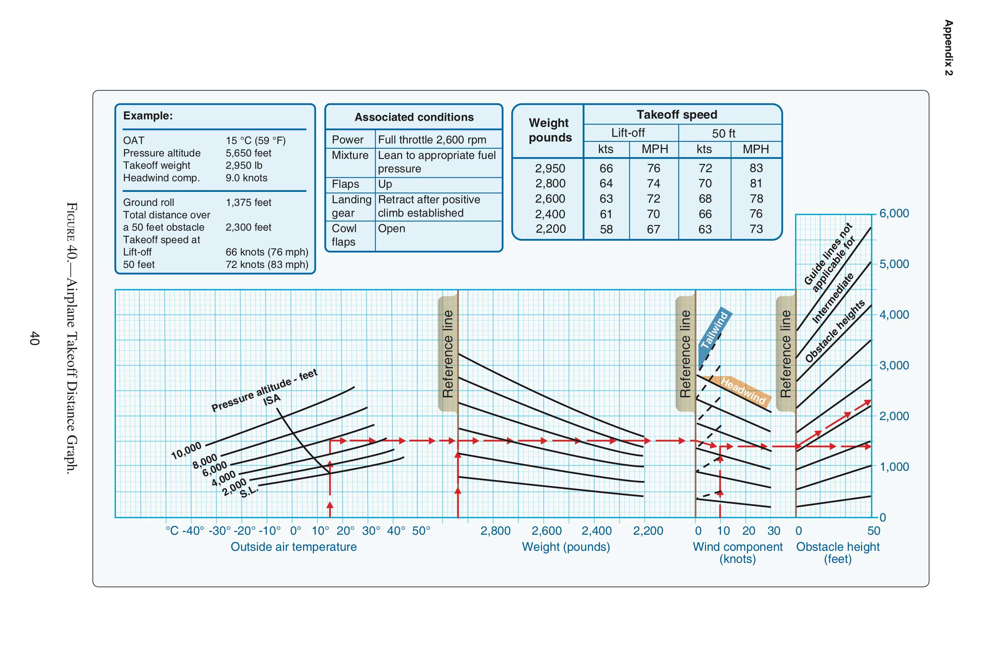 Appendix 2
Example:
OAT 15 °C (59 °F)
Pressure altitude 5,650 feet
Takeoff weight 2,950 lb
Headwind comp. 9.0 knots
Ground roll 1,375 feet
Total distance over
a 50 feet obstacle 2,300 feet
Takeoff speed at
Lift-off 66 knots (76 mph)
50 feet 72 knots (83 mph)
Associated conditions
Power Full throttle 2,600 rpm
Mixture Lean to appropriate fuel
pressure
Flaps Up
Landing Retract after positive
gear climb established
Cowl Open
flaps
Weight
pounds
Takeoff speed
Lift-off 50 ft
kts MPH kts MPH
2,950 66 76 72 83
2,800 64 74 70 81
2,600 63 72 68 78
2,400 61 70 66 76
2,200 58 67 63 73
Pressure altitude - feet
ISA
10,000
8,000
6,000
4,000
2,000
S.L.
Reference line
Reference line
Tailwind
Headwind
Reference line
Guide lines not
applicable for
Intermediate
Obstacle heights
6,000
5,000
4,000
3,000
2,000
1,000
0
°C -40° -30° -20° -10° 0° 10° 20° 30° 40° 50°
Outside air temperature
2,800 2,600 2,400 2,200
Weight (pounds)
0 10 20 30
Wind component
(knots)
0 50
Obstacle height
(feet)
FIGURE 40.—Airplane Takeoff Distance Graph.
40